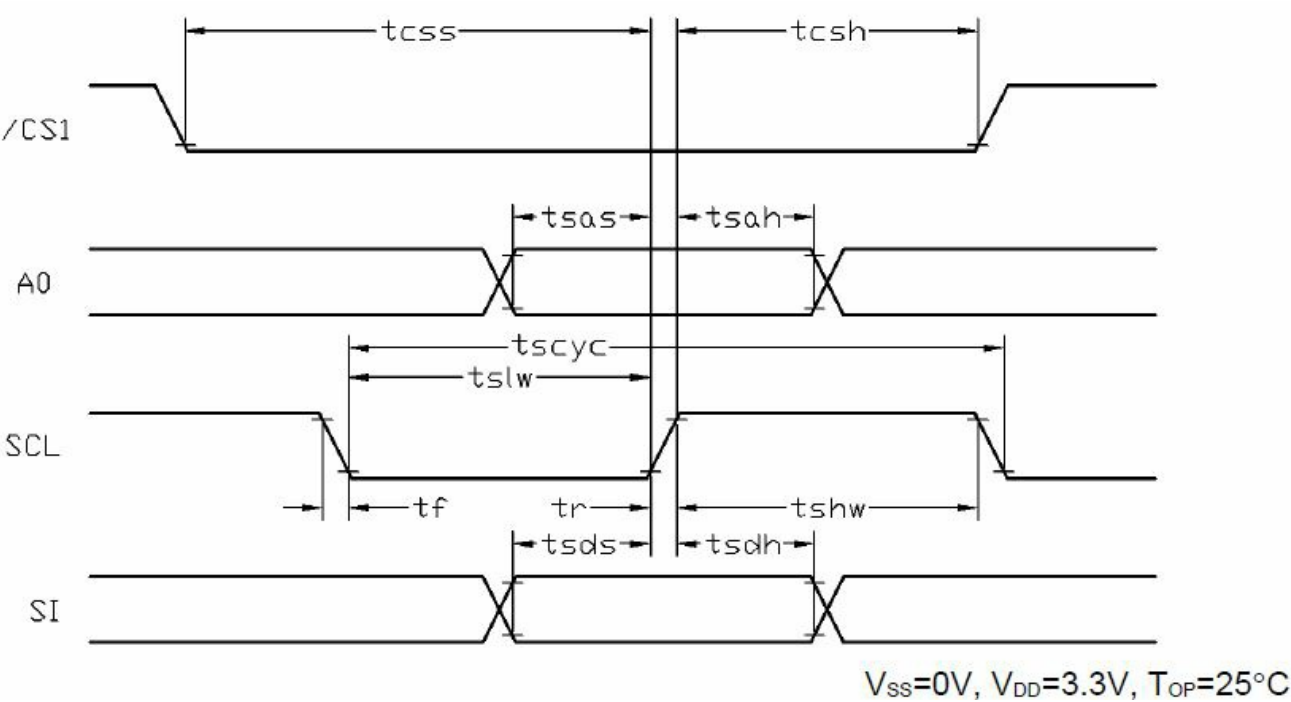 tcss tcsh
/CS1
tsas tsah
A0
tscyc
tslw
SCL
tf tr tshw
tsds tsdh
SI
VSS=0V, VDD=3.3V, TOP=25°C